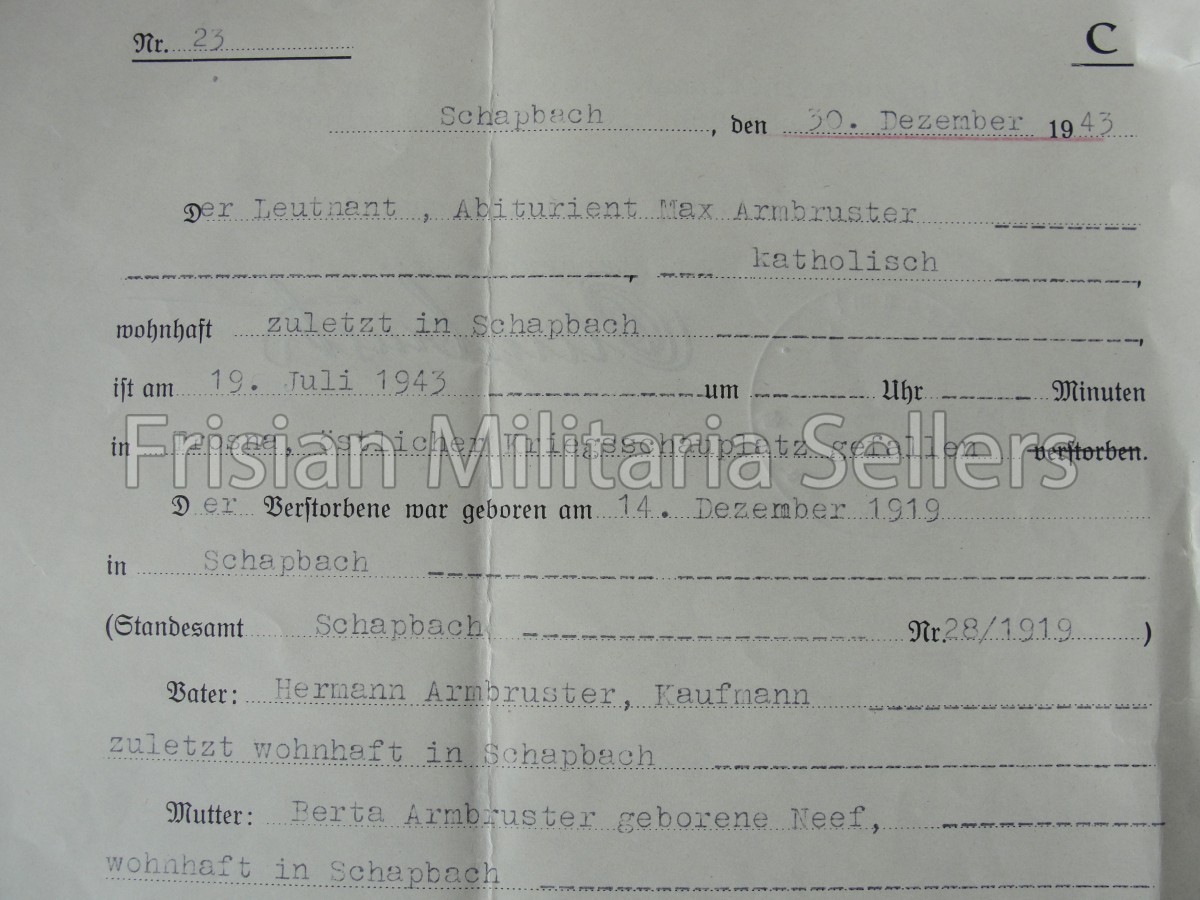 Nr. 23
C
Schapbach, den 30. Dezember 1943
Der Leutnant, Abiturient Max Armbruster
, katholisch,
wohnhaft zuletzt in Schapbach,
ist am 19. Juli 1943 um Uhr Minuten
in östlicher Kriegsschauplatz gefallen verstorben.
Frisian Militaria Sellers
Der Verstorbene war geboren am 14. Dezember 1919
in Schapbach
(Standesamt Schapbach Nr. 28/1919)
Vater: Hermann Armbruster, Kaufmann
zuletzt wohnhaft in Schapbach
Mutter: Berta Armbruster geborene Neef,
wohnhaft in Schapbach